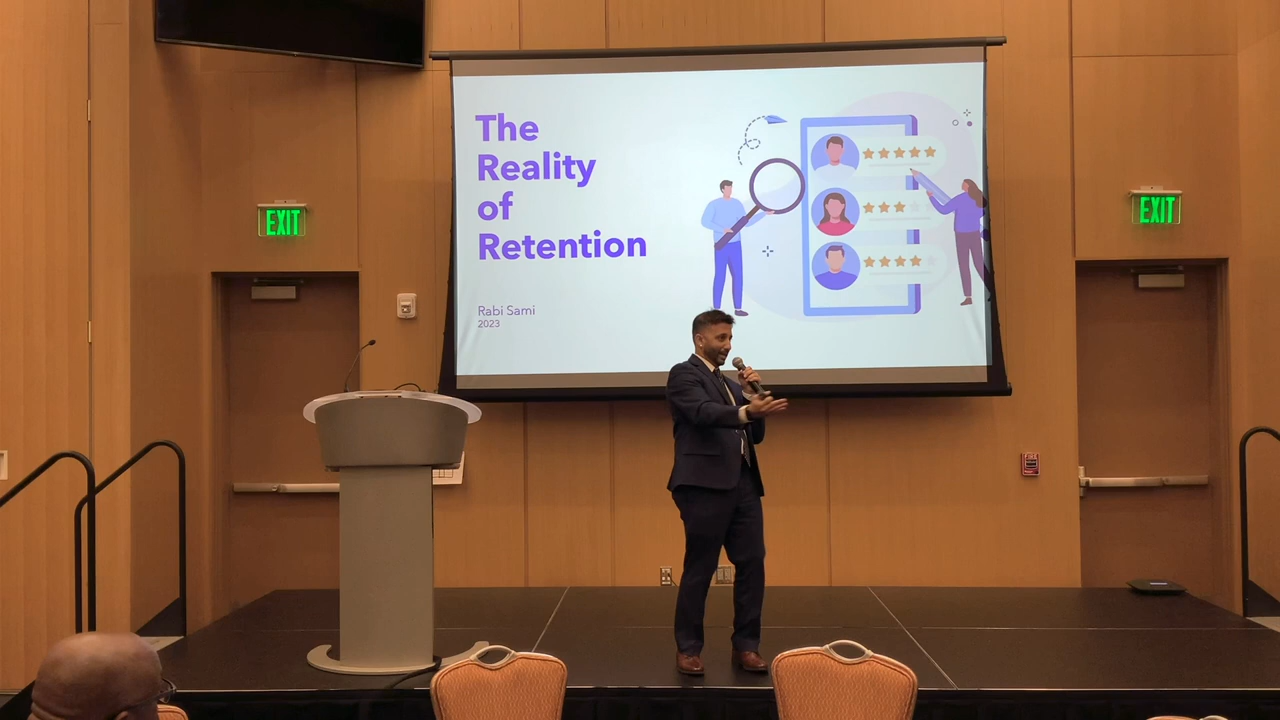 The
Reality
of
Retention
Rabi Sami
2023
EXIT
EXIT